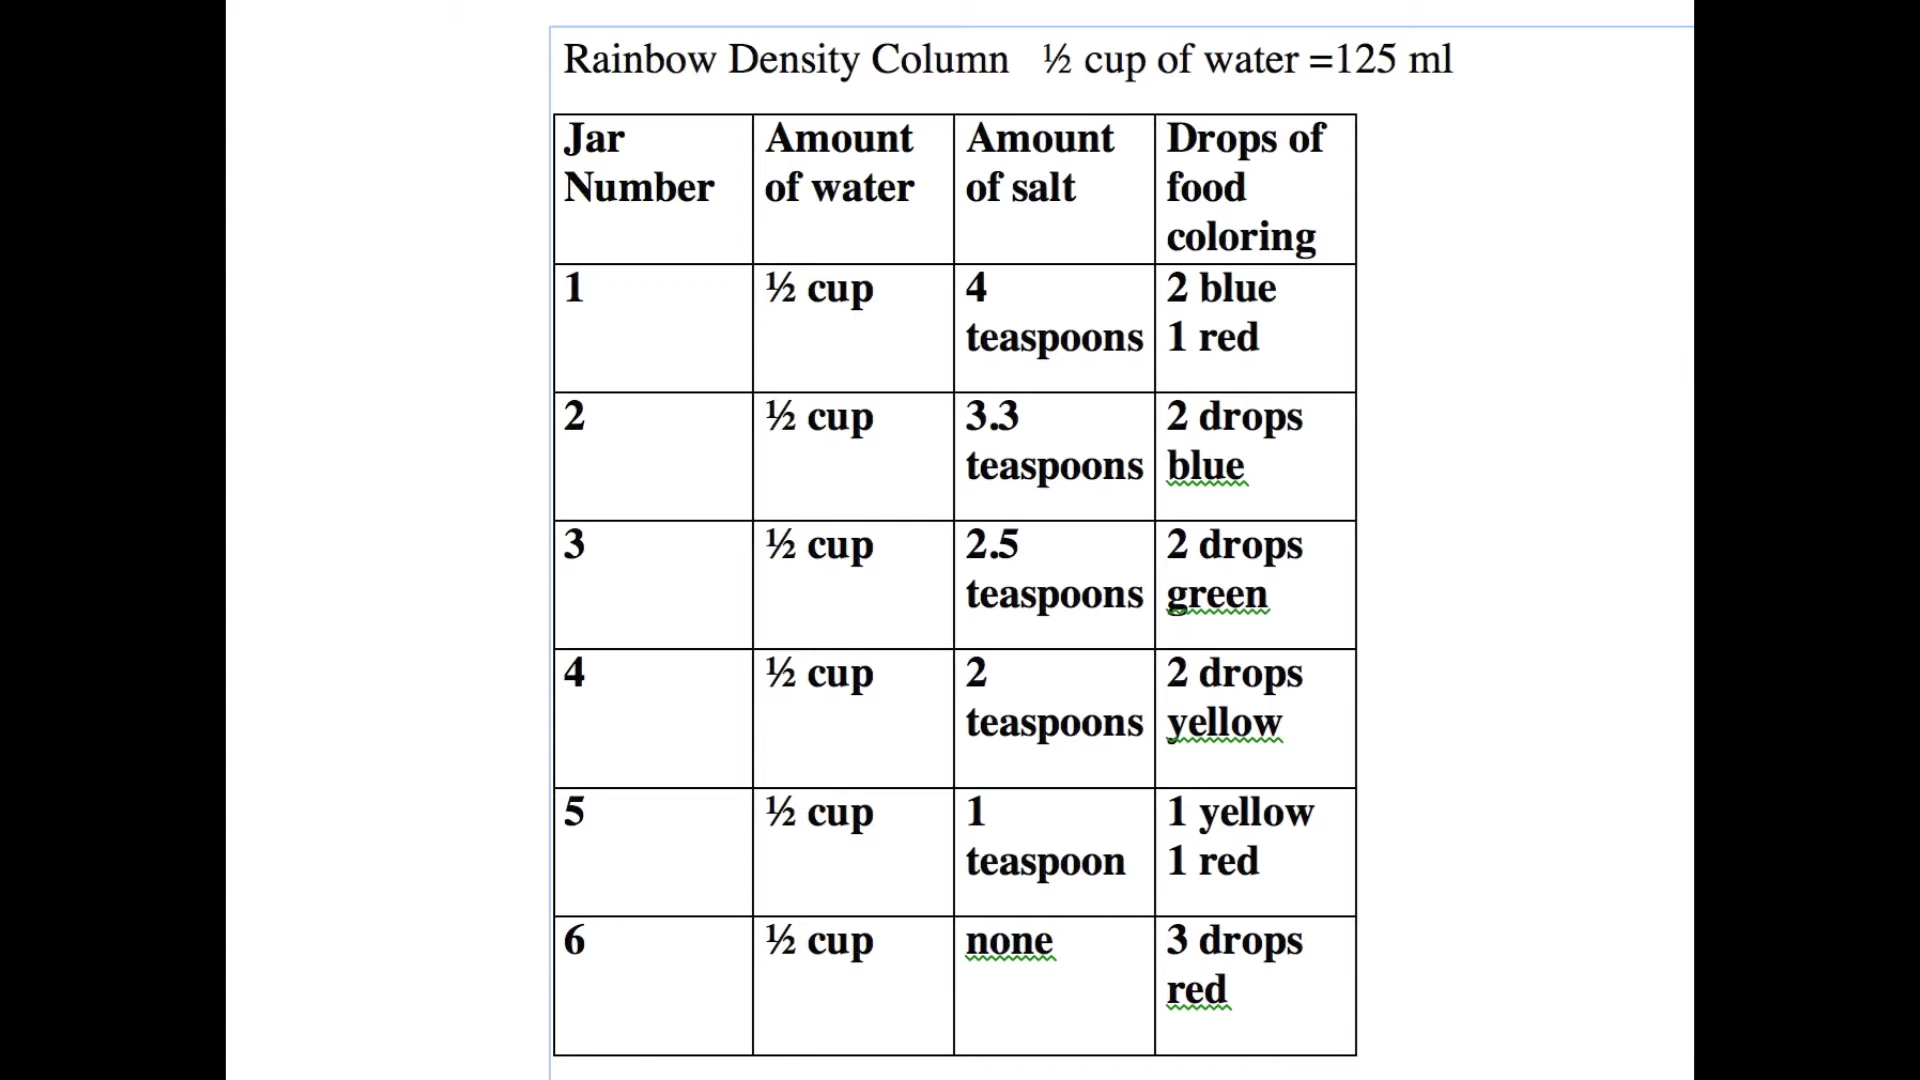 Rainbow Density Column ½ cup of water =125 ml
Jar Number Amount of water Amount of salt Drops of food coloring
1 ½ cup 4 teaspoons 2 blue 1 red
2 ½ cup 3.3 teaspoons 2 drops blue
3 ½ cup 2.5 teaspoons 2 drops green
4 ½ cup 2 teaspoons 2 drops yellow
5 ½ cup 1 teaspoon 1 yellow 1 red
6 ½ cup none 3 drops red